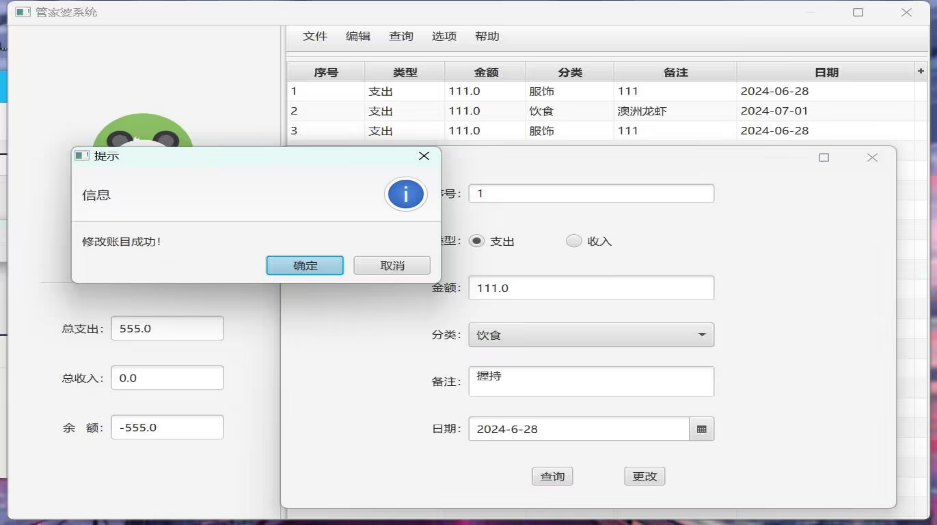 管家婆系统
文件 编辑 查询 选项 帮助
序号 类型 金额 分类 备注 日期 +
1 支出 111.0 服饰 111 2024-06-28
2 支出 111.0 饮食 澳洲龙虾 2024-07-01
3 支出 111.0 服饰 111 2024-06-28
提示
信息
修改账目成功!
确定 取消
号: 1
型: 支出 收入
金额: 111.0
分类: 饮食
备注: 握持
日期: 2024-6-28
查询 更改
总支出: 555.0
总收入: 0.0
余 额: -555.0